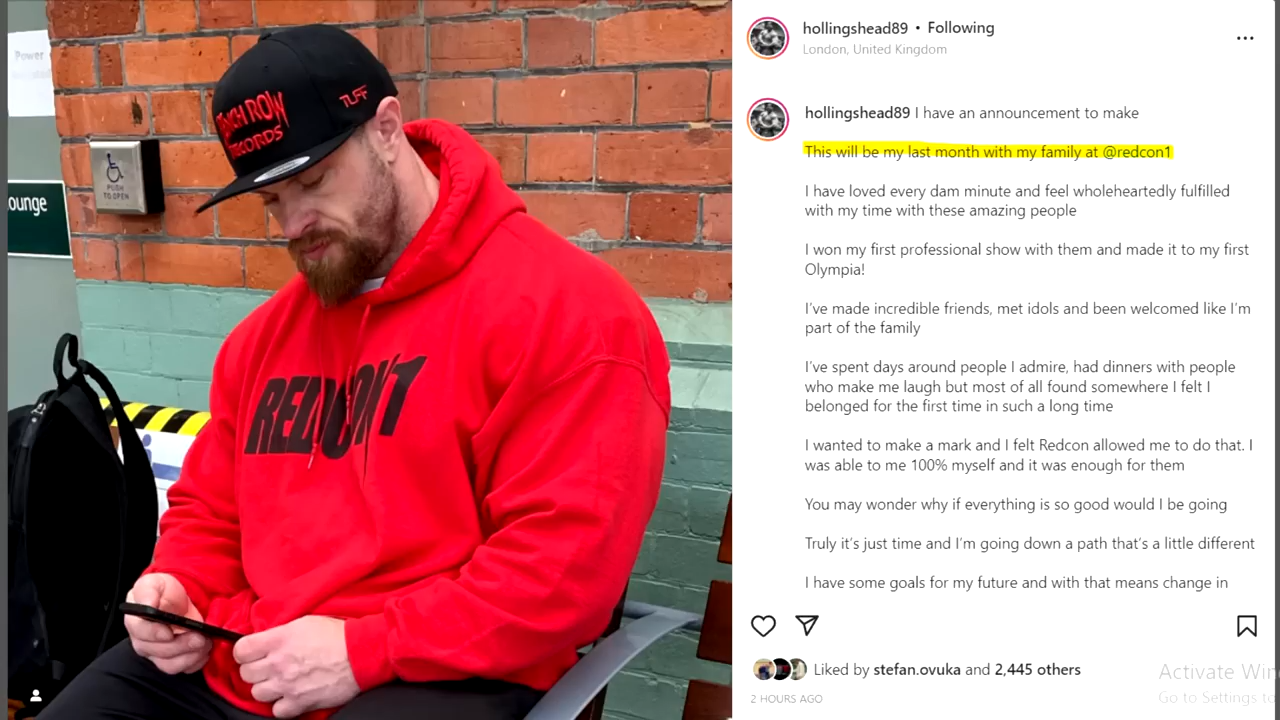 Power
PUSH
TO OPEN
ounge
RECORDS
TUFF
REDCON1
hollingshead89 • Following
London, United Kingdom
hollingshead89 I have an announcement to make
This will be my last month with my family at @redcon1
I have loved every dam minute and feel wholeheartedly fulfilled
with my time with these amazing people
I won my first professional show with them and made it to my first
Olympia!
I've made incredible friends, met idols and been welcomed like I'm
part of the family
I've spent days around people I admire, had dinners with people
who make me laugh but most of all found somewhere I felt I
belonged for the first time in such a long time
I wanted to make a mark and I felt Redcon allowed me to do that. I
was able to me 100% myself and it was enough for them
You may wonder why if everything is so good would I be going
Truly it's just time and I'm going down a path that's a little different
I have some goals for my future and with that means change in
Liked by stefan.ovuka and 2,445 others
2 HOURS AGO
Activate Win
Go to Settings to